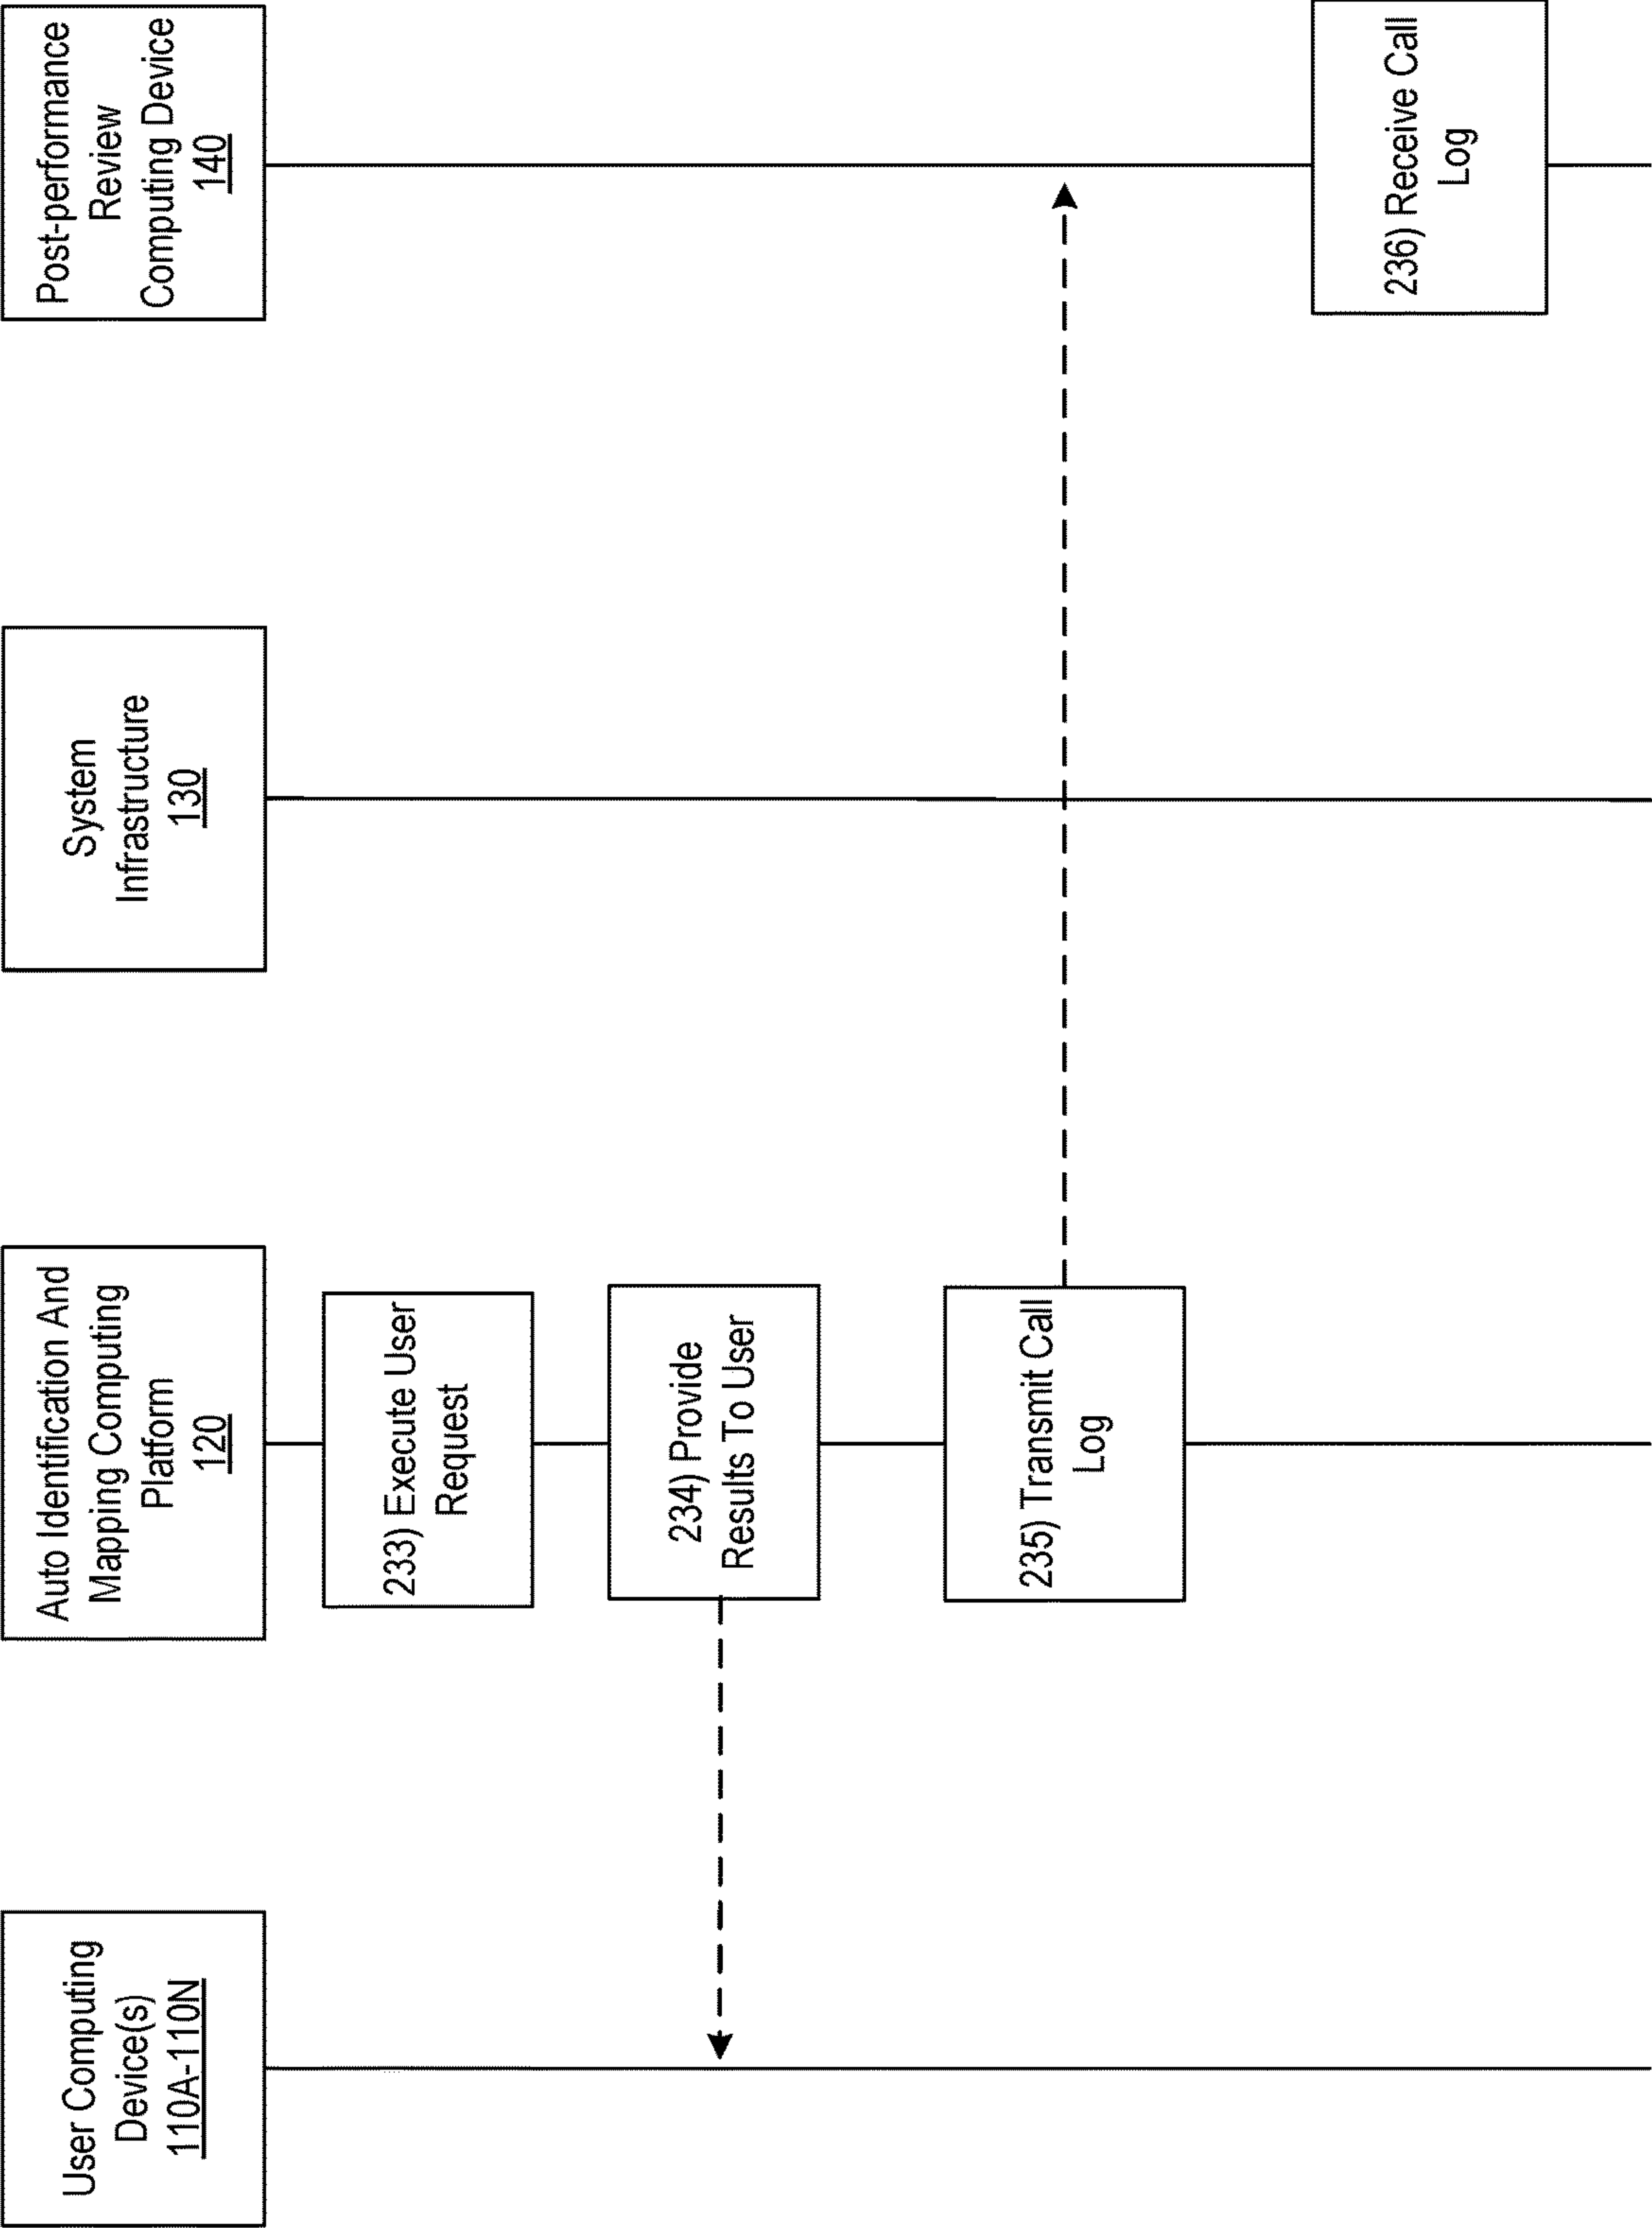 User Computing
Device(s)
110A-110N
Auto Identification And
Mapping Computing
Platform
120
System
Infrastructure
130
Post-performance
Review
Computing Device
140
233) Execute User
Request
234) Provide
Results To User
235) Transmit Call
Log
236) Receive Call
Log